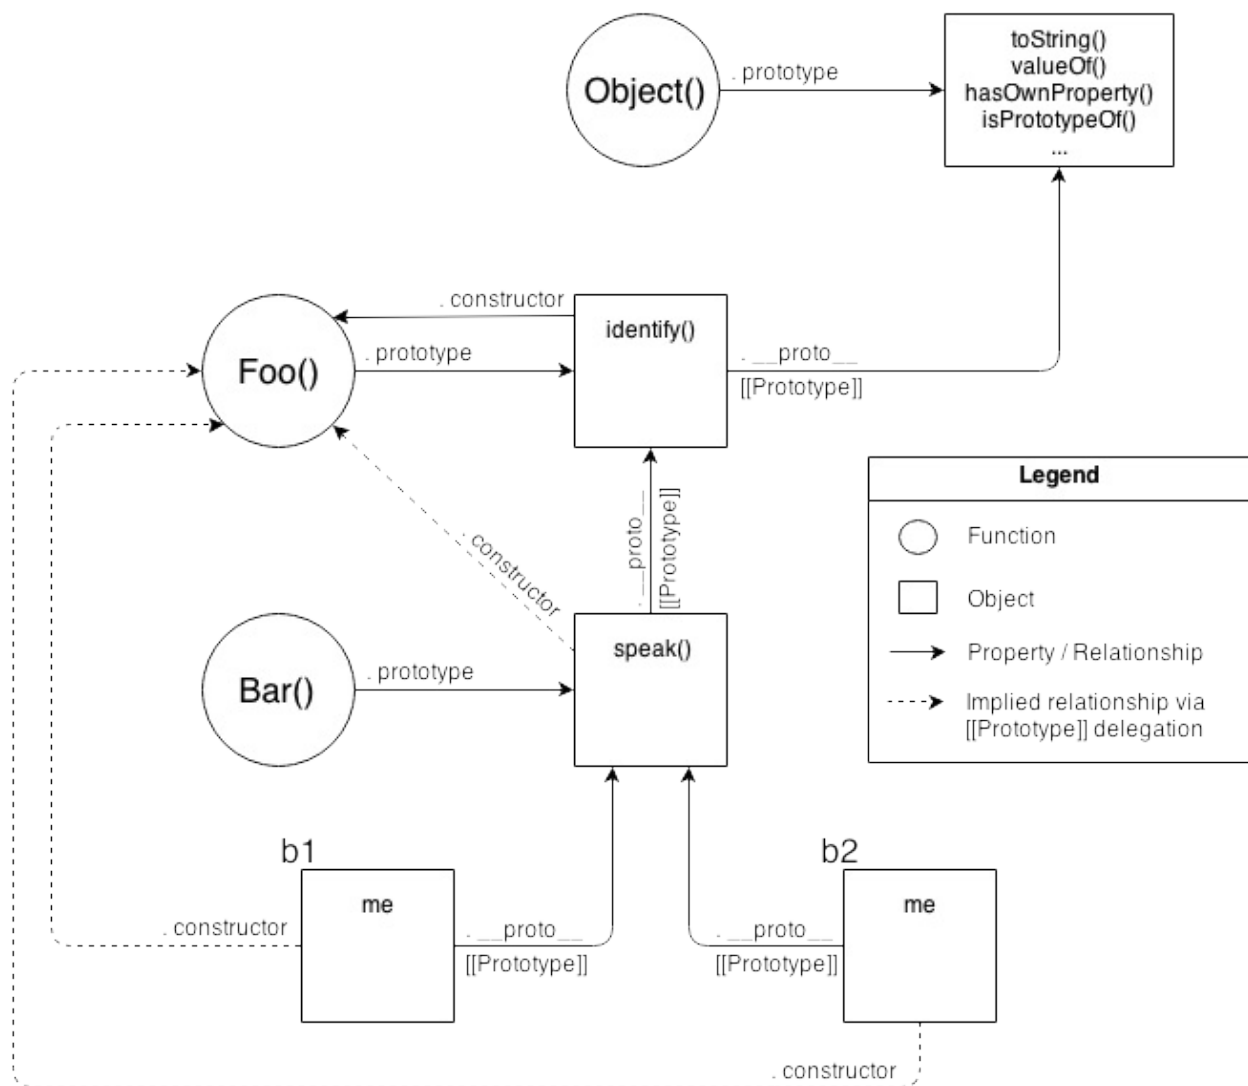 Object()
. prototype
toString()
valueOf()
hasOwnProperty()
isPrototypeOf()
...
. constructor
Foo()
. prototype
identify()
. __proto__
[[Prototype]]
. __proto__
[[Prototype]]
. constructor
Legend
Function
Object
Property / Relationship
Implied relationship via
[[Prototype]] delegation
Bar()
. prototype
speak()
b1
me
. constructor
. __proto__
[[Prototype]]
b2
me
. __proto__
[[Prototype]]
. constructor